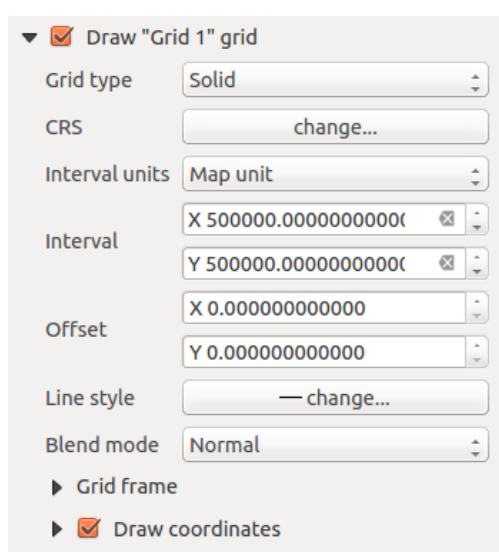 Draw "Grid 1" grid
Grid type Solid
CRS change...
Interval units Map unit
Interval
X 500000.0000000000(
Y 500000.0000000000(
Offset
X 0.000000000000
Y 0.000000000000
Line style change...
Blend mode Normal
Grid frame
Draw coordinates